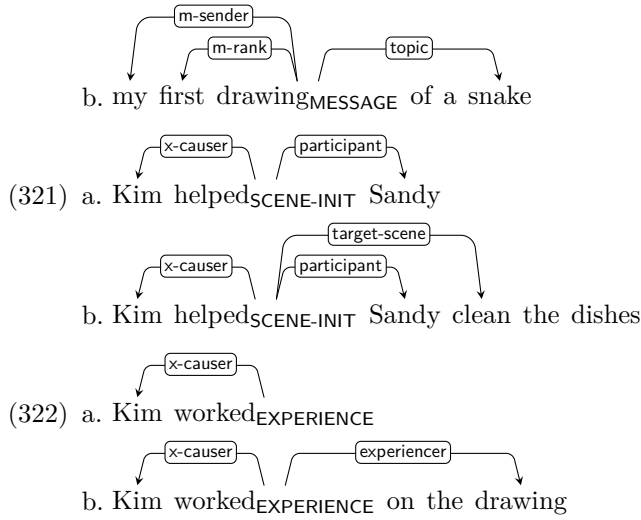 m-sender
m-rank topic
b. my first drawingMESSAGE of a snake
x-causer participant
(321) a. Kim helpedSCENE-INIT Sandy
target-scene
x-causer participant
b. Kim helpedSCENE-INIT Sandy clean the dishes
x-causer
(322) a. Kim workedEXPERIENCE
x-causer experiencer
b. Kim workedEXPERIENCE on the drawing